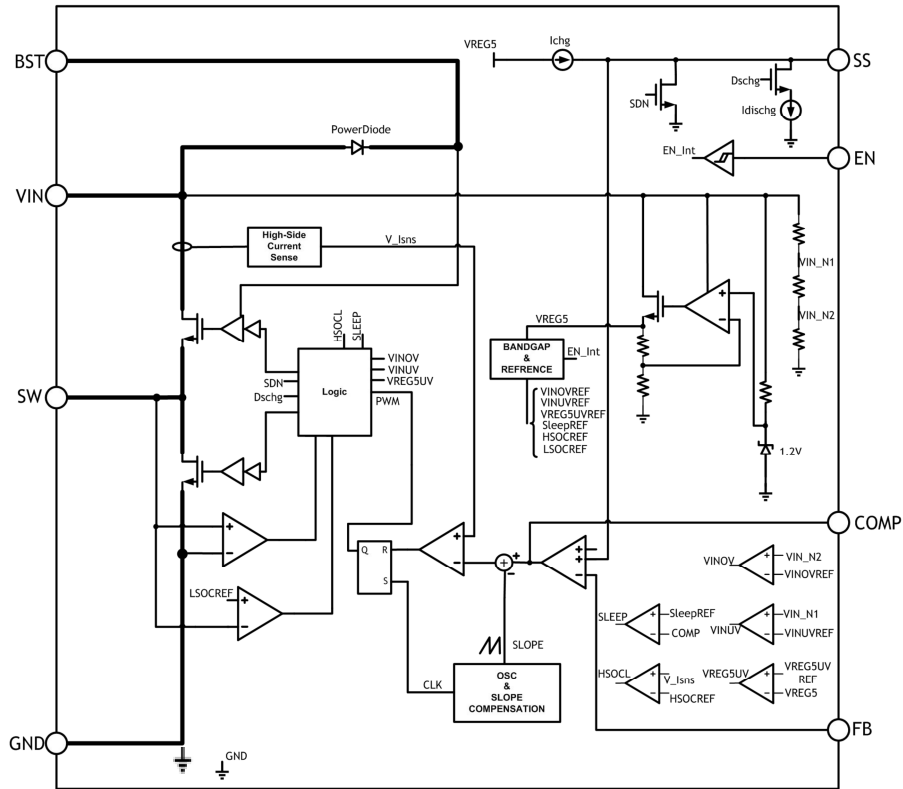 BST
VREG5
Ichg
SS
Dschg
SDN
Idischg
PowerDiode
EN_Int
EN
VIN
High-Side
Current
Sense
V_Isns
VIN_N1
VIN_N2
HSOCL
SLEEP
VREG5
BANDGAP
&
REFRENCE
EN_Int
VINOV
VINUV
VREG5UV
PWM
Logic
SDN
Dschg
SW
VINOVREF
VINUVREF
VREG5UVREF
SleepREF
HSOCREF
LSOCREF
+
-
1.2V
COMP
+
-
Q
R
S
+
-
+
-
+
+
-
LSOCREF
+
-
VINOV
+
-
VIN_N2
VINOVREF
SLEEP
+
-
SleepREF
COMP
VINUV
+
-
VIN_N1
VINUVREF
SLOPE
CLK
OSC
&
SLOPE
COMPENSATION
HSOCL
+
-
V_Isns
HSOCREF
VREG5UV
+
-
VREG5UV
REF
VREG5
FB
GND
GND